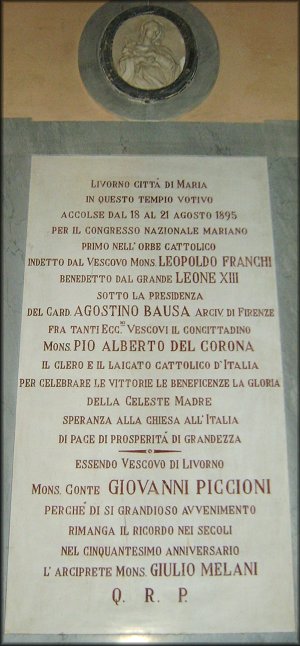 Livorno città di Maria
in questo tempio votivo
accolse dal 18 al 21 agosto 1895
per il congresso nazionale mariano
primo nell'orbe cattolico
indetto dal Vescovo Mons. LEOPOLDO FRANCHI
benedetto dal grande LEONE XIII
sotto la presidenza
del Card. AGOSTINO BAUSA Arciv di Firenze
fra tanti Ecc.mi Vescovi il concittadino
Mons. PIO ALBERTO DEL CORONA
il clero e il laicato cattolico d'Italia
per celebrare le vittorie le beneficenze la gloria
della Celeste Madre
speranza alla Chiesa all'Italia
di pace di prosperità di grandezza
essendo Vescovo di Livorno
Mons. Conte GIOVANNI PICCIONI
perchè di sì grandioso avvenimento
rimanga il ricordo nei secoli
nel cinquantesimo anniversario
l'arciprete Mons. GIULIO MELANI
Q. R. P.